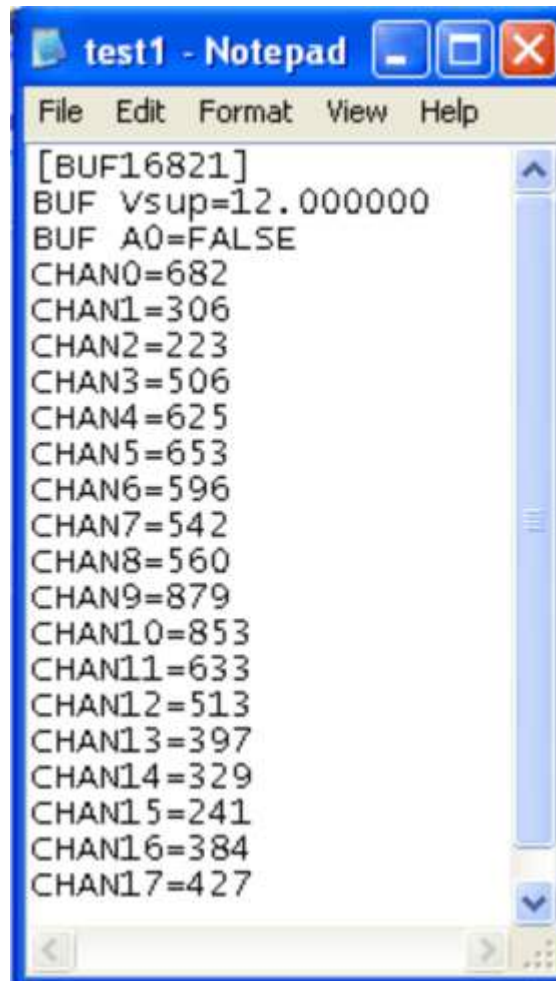 test1 - Notepad
File Edit Format View Help
[BUF16821]
BUF Vsup=12.000000
BUF A0=FALSE
CHAN0=682
CHAN1=306
CHAN2=223
CHAN3=506
CHAN4=625
CHAN5=653
CHAN6=596
CHAN7=542
CHAN8=560
CHAN9=879
CHAN10=853
CHAN11=633
CHAN12=513
CHAN13=397
CHAN14=329
CHAN15=241
CHAN16=384
CHAN17=427